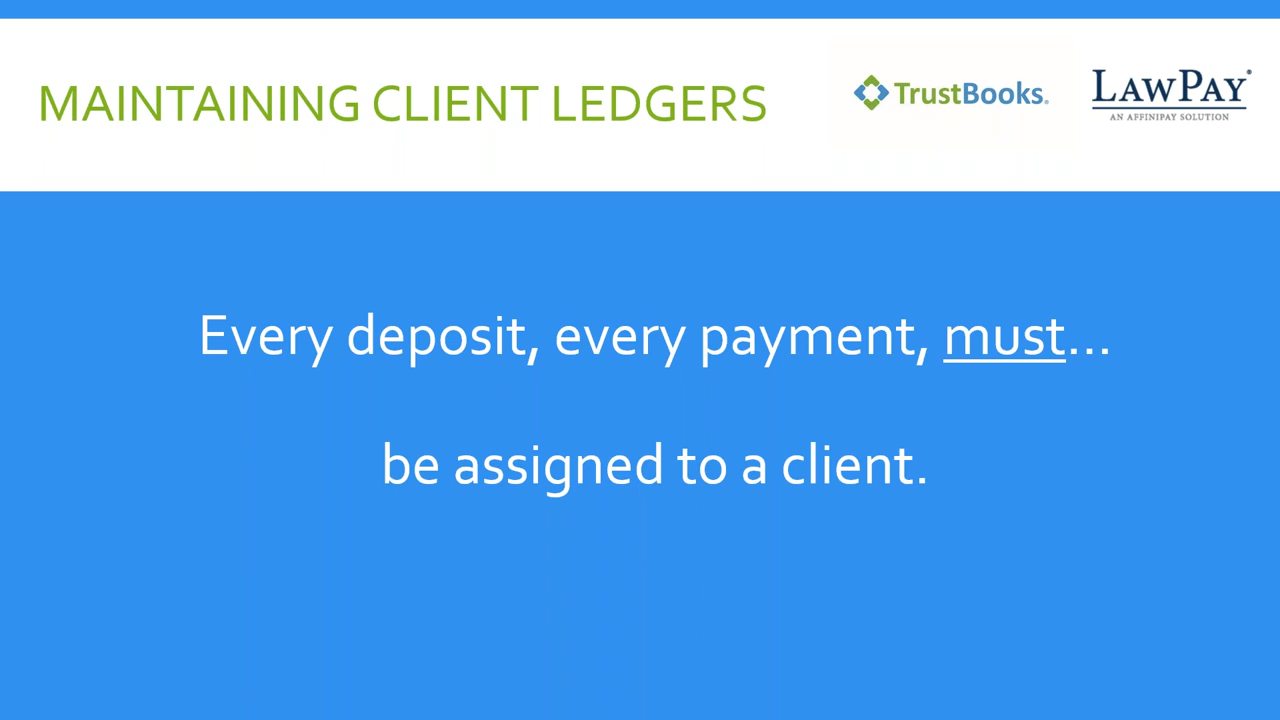 MAINTAINING CLIENT LEDGERS
TrustBooks®
LAWPAY®
AN AFFINIPAY SOLUTION
Every deposit, every payment, must...
be assigned to a client.